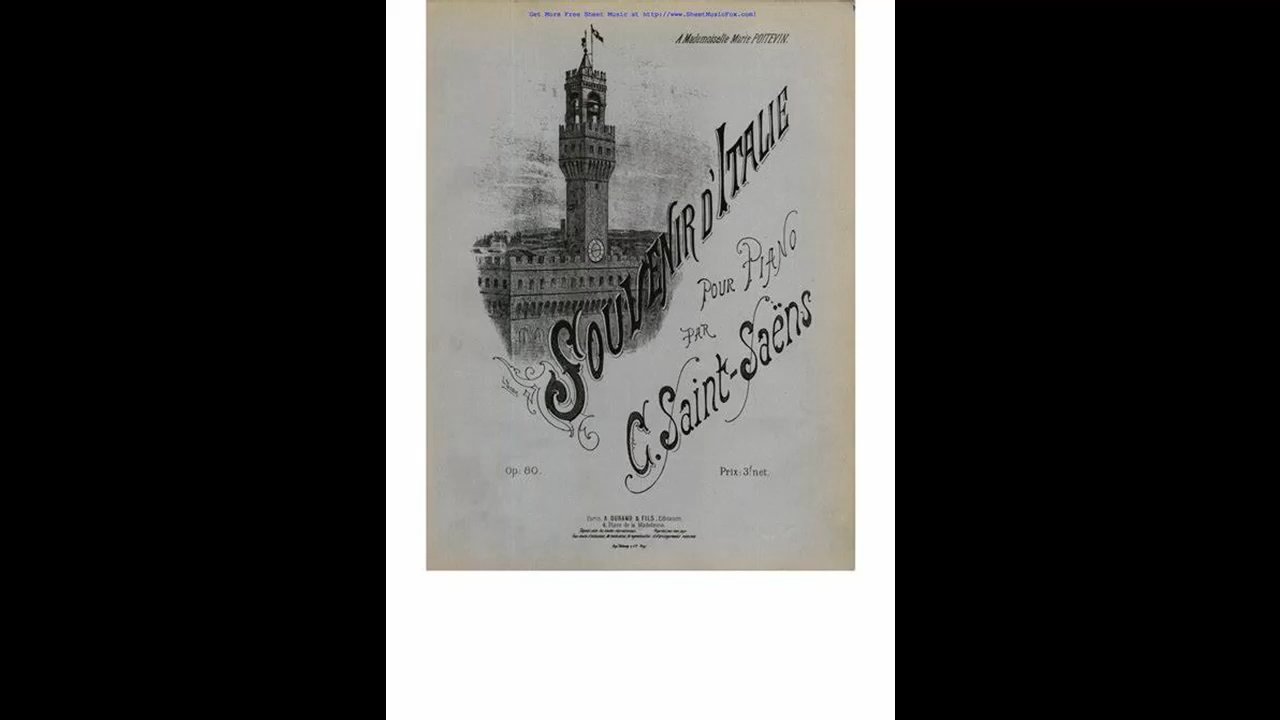 Get More Free Sheet Music at http://www.SheetMusicFox.com!
A Mademoiselle Marie POITEVIN.
SOUVENIR D'ITALIE
POUR PIANO
PAR
C. Saint-Saëns
Op: 80.
Prix: 3f net.
Paris, A. DURAND & FILS, Editeurs,
4, Place de la Madeleine.